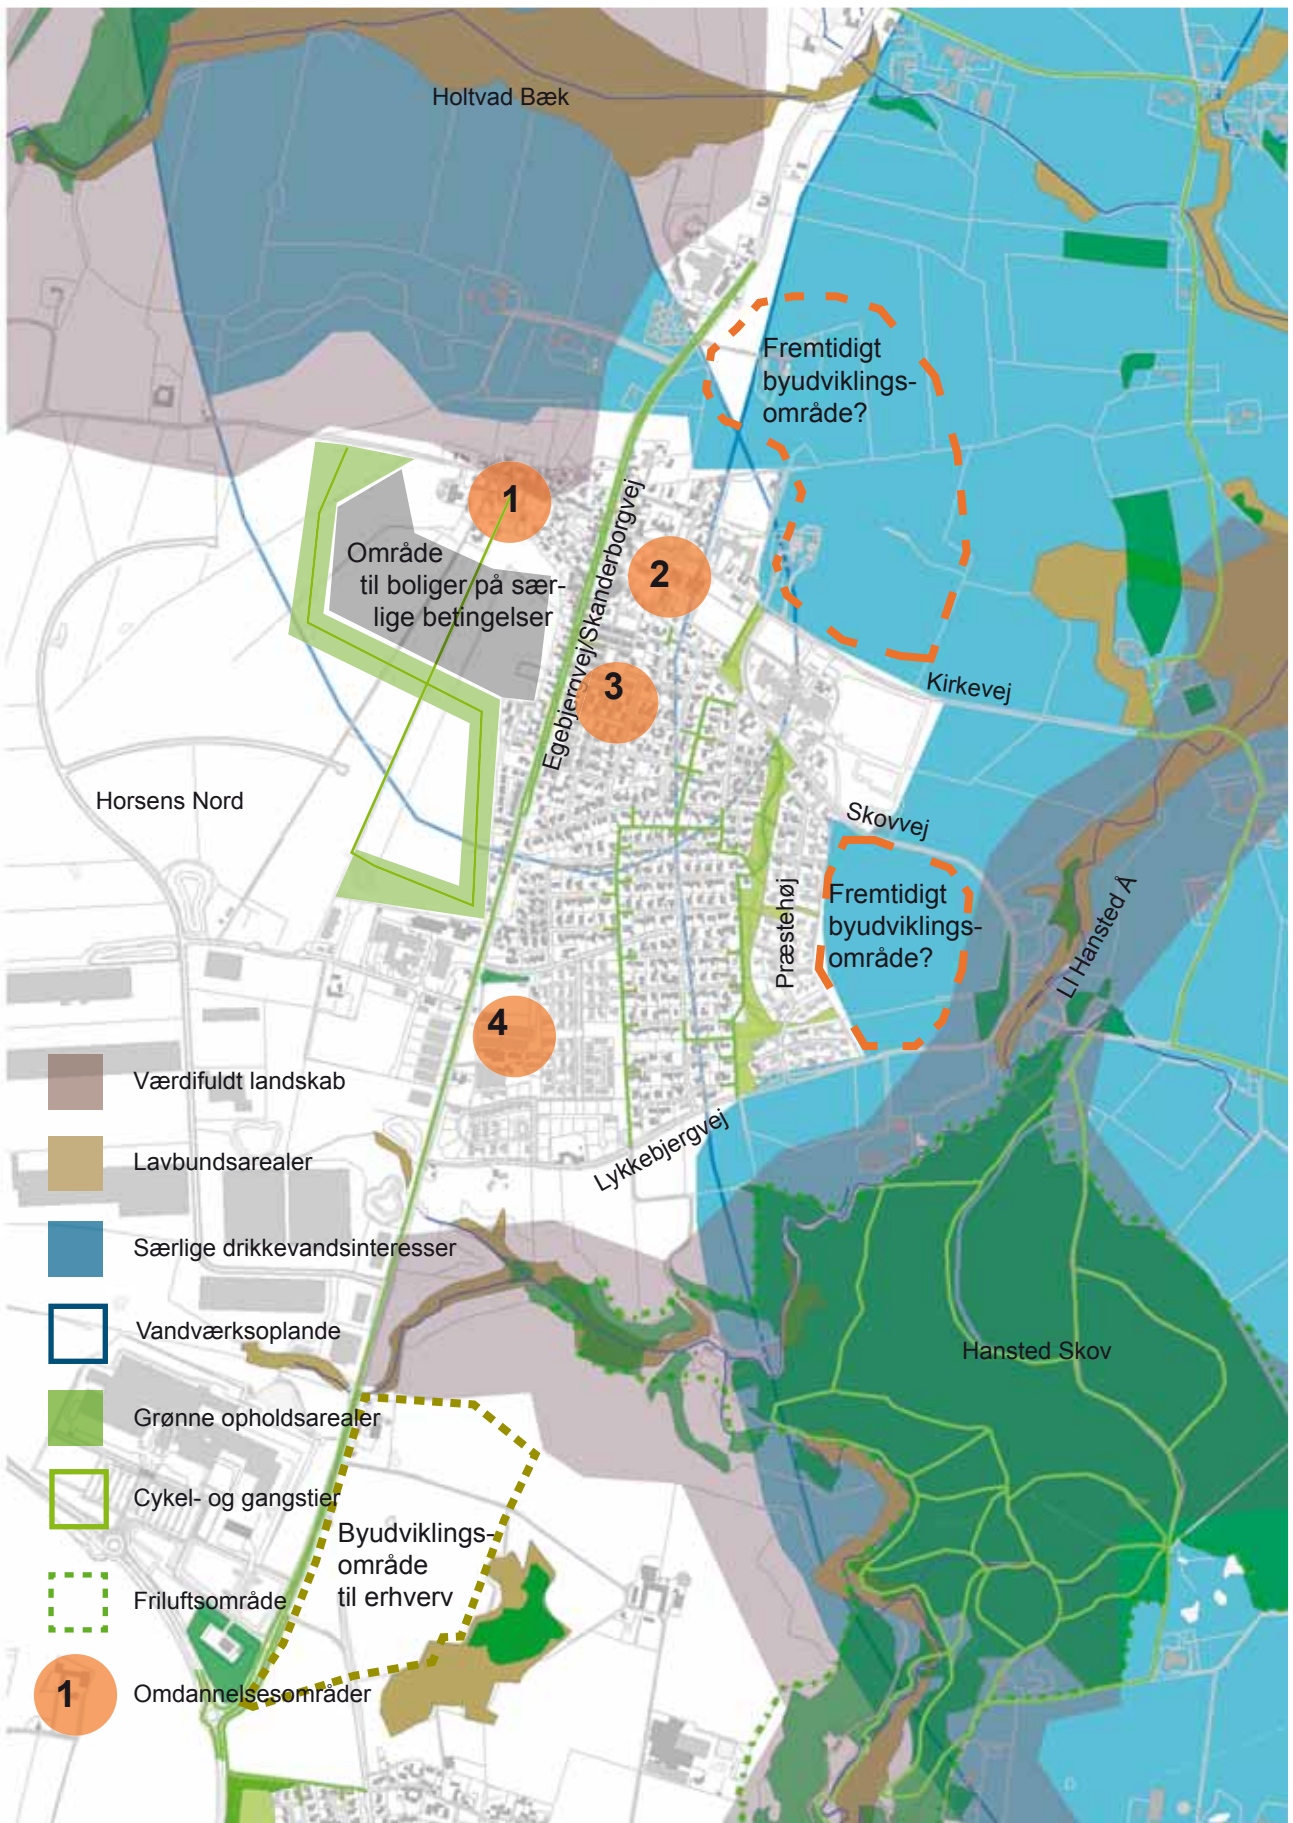 Holtvad Bæk
Fremtidigt
byudviklings-
område?
1
Egebjergvej/Skanderborgvej
2
Område
til boliger på sær-
lige betingelser
3
Kirkevej
Horsens Nord
Skovvej
Præstehøj
Fremtidigt
byudviklings-
område?
Ll Hansted Å
4
Lykkebjergvej
Hansted Skov
Byudviklings-
område
til erhverv
Værdifuldt landskab
Lavbundsarealer
Særlige drikkevandsinteresser
Vandværksoplande
Grønne opholdsarealer
Cykel- og gangstier
Friluftsområde
1 Omdannelsesområder